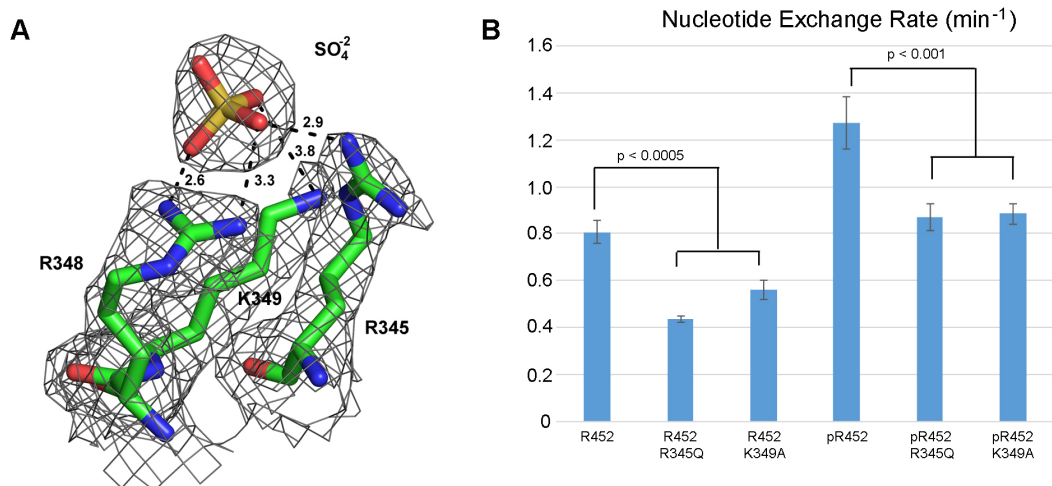 A
SO₄⁻²
2.9
3.8
3.3
2.6
R348
K349
R345
B
Nucleotide Exchange Rate (min⁻¹)
1.6
1.4
1.2
1.0
0.8
0.6
0.4
0.2
0
p < 0.0005
p < 0.001
R452
R452
R345Q
R452
K349A
pR452
pR452
R345Q
pR452
K349A